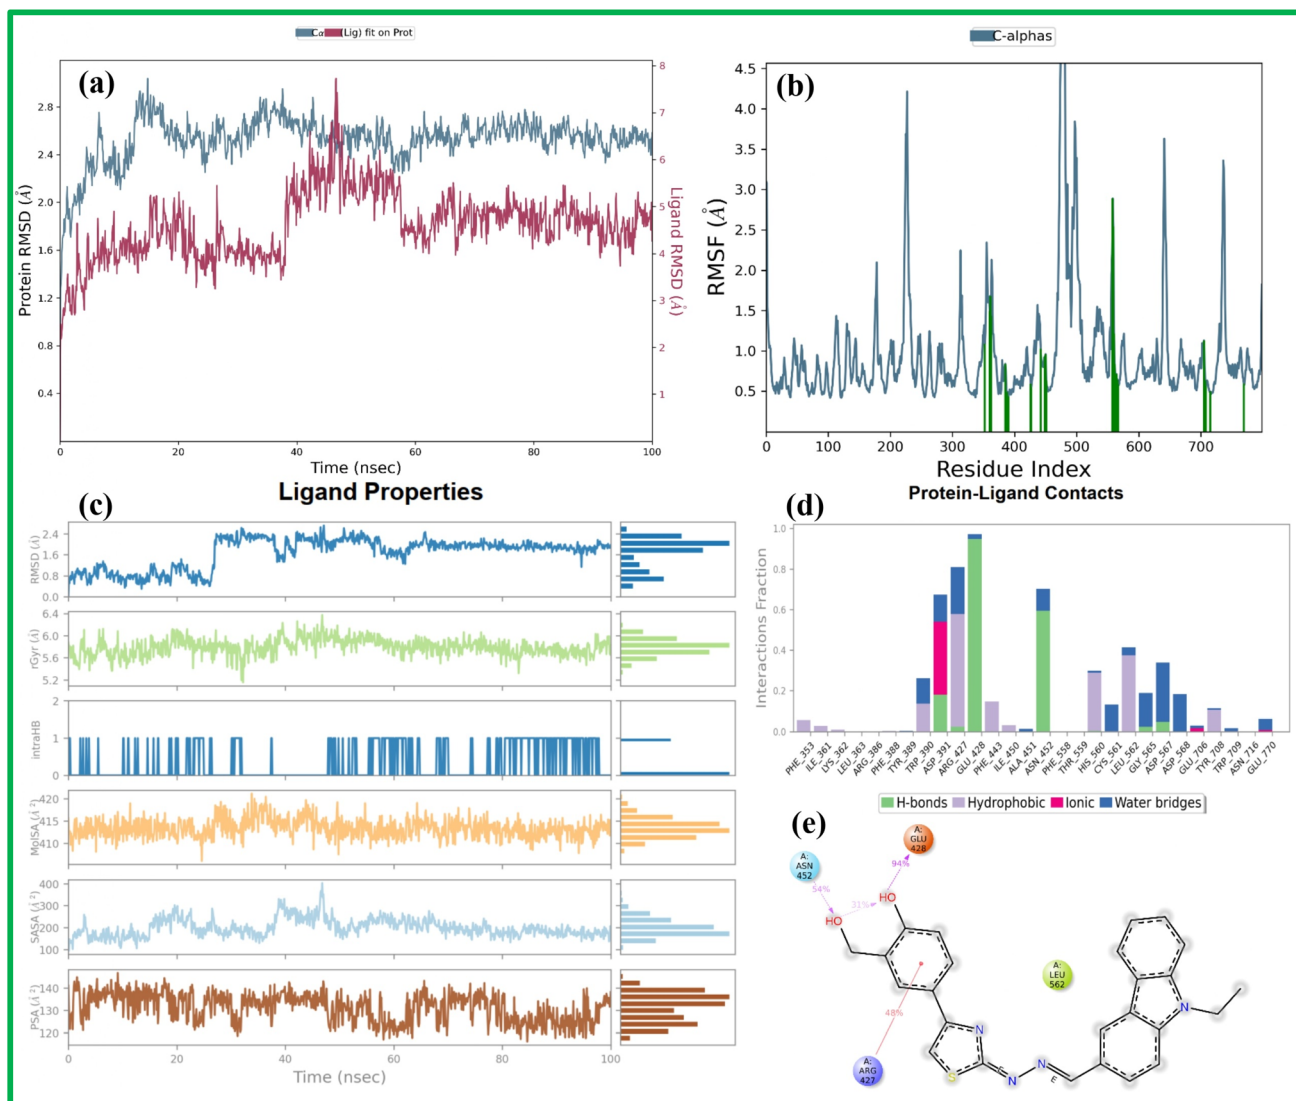 Cα (Lig) fit on Prot
(a)
Protein RMSD (Å)
2.8
2.4
2.0
1.6
1.2
0.8
0.4
8
7
6
5
4
3
2
1
Ligand RMSD (Å)
0 20 40 60 80 100
Time (nsec)
C-alphas
(b)
RMSF (Å)
4.5
4.0
3.5
3.0
2.5
2.0
1.5
1.0
0.5
0 100 200 300 400 500 600 700
Residue Index
Ligand Properties
(c)
RMSD (Å)
2.4
1.6
0.8
0.0
0 20 40 60 80 100
rGyr (Å)
6.4
6.0
5.6
5.2
intraHB
2
1
0
MolSA (Å²)
420
415
410
SASA (Å²)
400
300
200
100
PSA (Å²)
140
130
120
0 20 40 60 80 100
Time (nsec)
Protein-Ligand Contacts
(d)
Interactions Fraction
1.0
0.8
0.6
0.4
0.2
0.0
PHE_353
ILE_361
LYS_362
LEU_363
ARG_386
PHE_388
TYR_389
TRP_390
ASP_391
ARG_427
GLU_428
PHE_443
ILE_450
ALA_451
ASN_452
PHE_558
THR_559
HIS_560
CYS_561
LEU_562
GLY_565
ASP_567
ASP_568
GLU_706
TYR_708
TRP_709
ASN_716
GLU_770
H-bonds Hydrophobic Ionic Water bridges
(e)
A:
GLU
428
A:
ASN
452
94%
54%
31%
HO
HO
A:
LEU
562
48%
N
N
A:
ARG
427
S
E
N
N
E